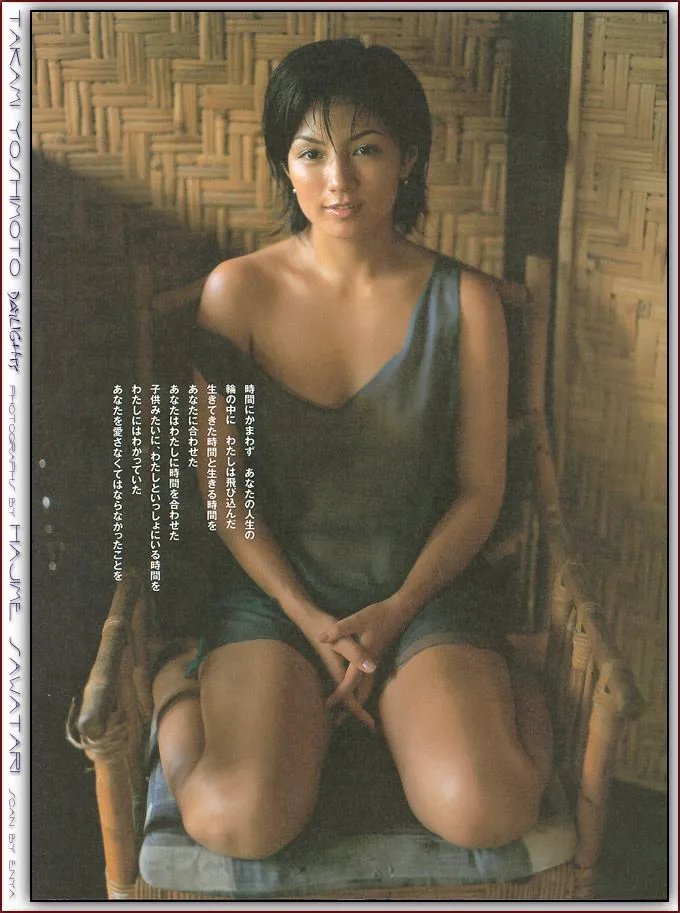 TAKAMI YOSHIMOTO DAYLIGHTS PHOTOGRAPHS BY HAJIME SAWATARI SCAN BY ENYA
時間にかまわず　あなたの人生の
輪の中に　わたしは飛び込んだ
生きてきた時間と生きる時間を
あなたに合わせた
あなたはわたしに時間を合わせた
子供みたいに、わたしといっしょにいる時間を
わたしにはわかっていた
あなたを愛さなくてはならなかったことを